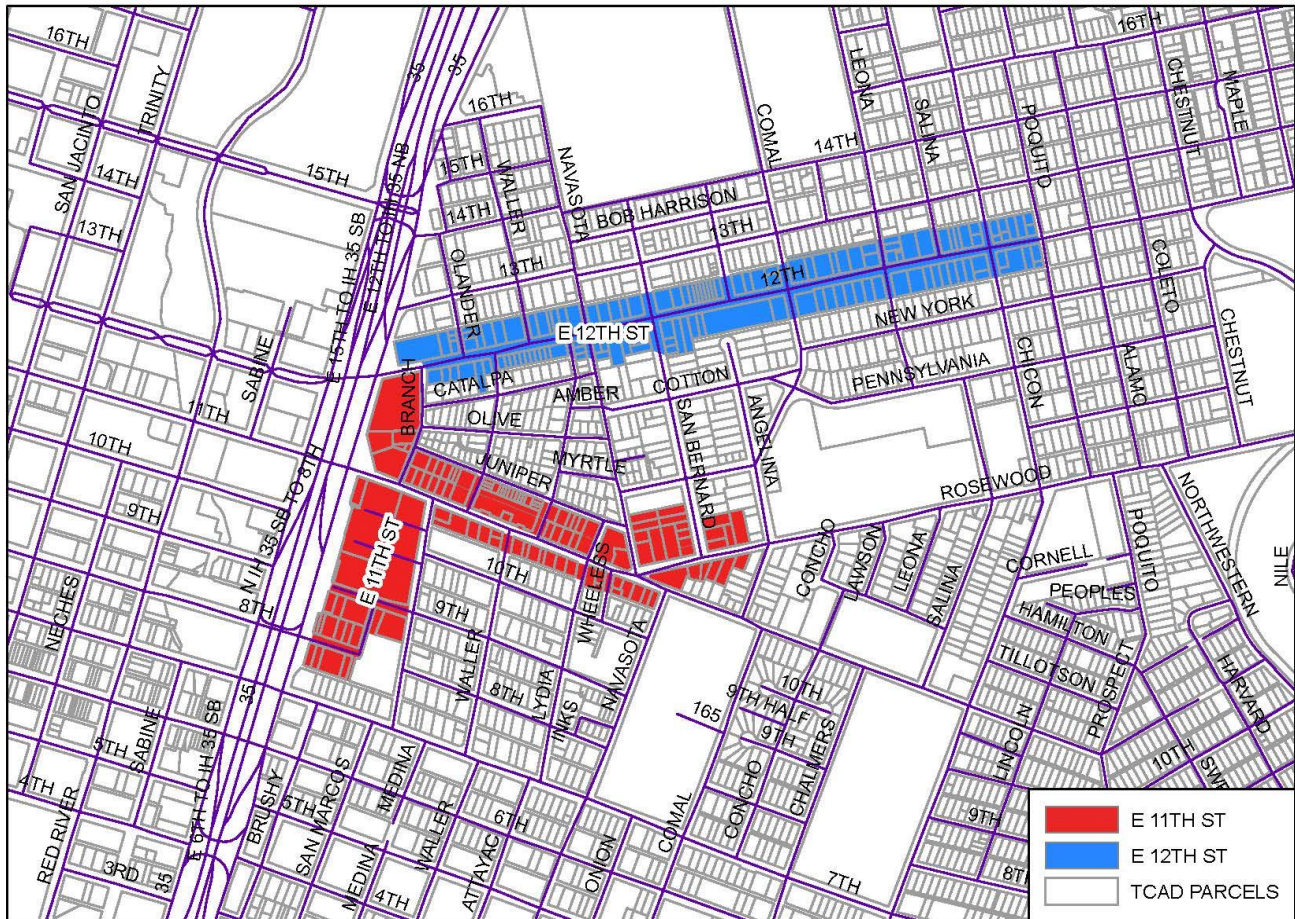 16TH
TRINITY
SAN JACINTO
14TH
13TH
15TH
35
35
16TH
15TH
WALLER
NAVASOTA
14TH
OLANDER
13TH
BOB HARRISON
13TH
COMAL
14TH
LEONA
SALINA
POQUITO
16TH
CHESTNUT
MAPLE
E 15TH TO IH 35 SB
E 12TH ST
12TH
NEW YORK
PENNSYLVANIA
COLETO
CHESTNUT
ALAMO
CHICON
SABINE
11TH
10TH
9TH
8TH
NECHES
N IH 35 SB TO 8TH
BRANCH
CATALPA
OLIVE
AMBER
COTTON
MYRTLE
JUNIPER
SAN BERNARD
ANGELINA
ROSEWOOD
E 11TH ST
10TH
9TH
WHEELESS
WALLER
8TH
LYDIA
INKS
NAVASOTA
CONCHO
LAWSON
LEONA
SALINA
CORNELL
PEOPLES
HAMILTON
TILLOTSON
PROSPECT
POQUITO
NORTHWESTERN
NILE
HARVARD
10TH
LINCOLN
9TH
8TH
165
10TH
9TH HALF
9TH
CHALMERS
CONCHO
COMAL
7TH
SABINE
5TH
4TH
RED RIVER
3RD
35
35
E 6TH TO IH 35 SB
BRUSHY
SAN MARCOS
5TH
MEDINA
MEDINA
4TH
WALLER
ATTAYAC
6TH
ONION
E 11TH ST
E 12TH ST
TCAD PARCELS